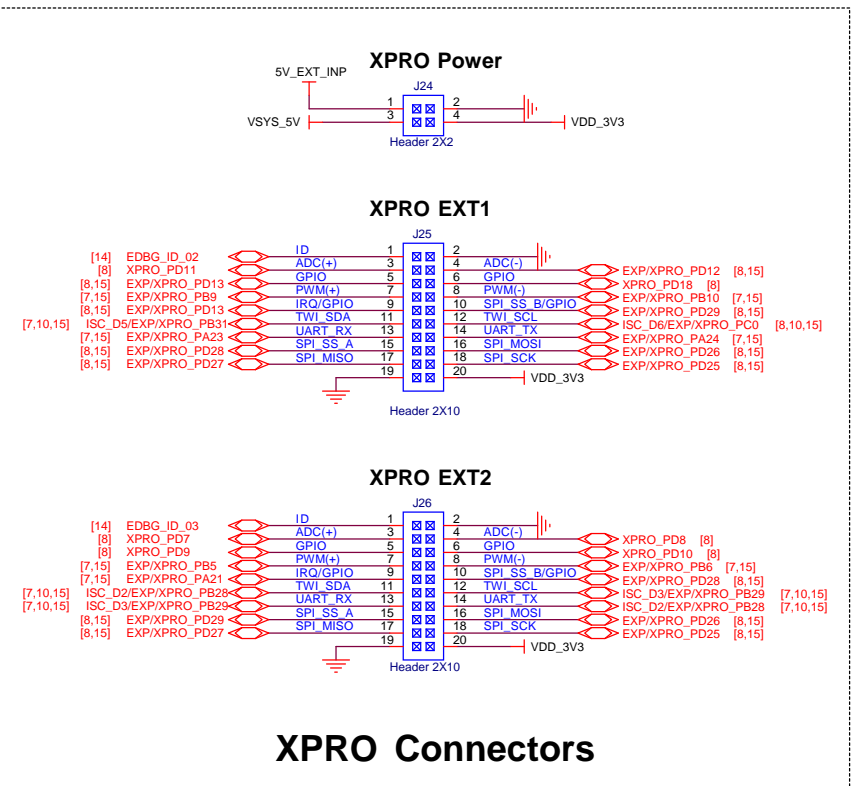 XPRO Power
5V_EXT_INP
J24
1 2
VSYS_5V 3 4 VDD_3V3
Header 2X2
XPRO EXT1
J25
[14] EDBG_ID_02 ID 1 2
[8] XPRO_PD11 ADC(+) 3 4 ADC(-) EXP/XPRO_PD12 [8,15]
[8,15] EXP/XPRO_PD13 GPIO 5 6 GPIO XPRO_PD18 [8]
[7,15] EXP/XPRO_PB9 PWM(+) 7 8 PWM(-) EXP/XPRO_PB10 [7,15]
[8,15] EXP/XPRO_PD13 IRQ/GPIO 9 10 SPI_SS_B/GPIO EXP/XPRO_PD29 [8,15]
[7,10,15] ISC_D5/EXP/XPRO_PB31 TWI_SDA 11 12 TWI_SCL ISC_D6/EXP/XPRO_PC0 [8,10,15]
[7,15] EXP/XPRO_PA23 UART_RX 13 14 UART_TX EXP/XPRO_PA24 [7,15]
[8,15] EXP/XPRO_PD28 SPI_SS_A 15 16 SPI_MOSI EXP/XPRO_PD26 [8,15]
[8,15] EXP/XPRO_PD27 SPI_MISO 17 18 SPI_SCK EXP/XPRO_PD25 [8,15]
19 20 VDD_3V3
Header 2X10
XPRO EXT2
J26
[14] EDBG_ID_03 ID 1 2
[8] XPRO_PD7 ADC(+) 3 4 ADC(-) XPRO_PD8 [8]
[8] XPRO_PD9 GPIO 5 6 GPIO XPRO_PD10 [8]
[7,15] EXP/XPRO_PB5 PWM(+) 7 8 PWM(-) EXP/XPRO_PB6 [7,15]
[7,15] EXP/XPRO_PA21 IRQ/GPIO 9 10 SPI_SS_B/GPIO EXP/XPRO_PD28 [8,15]
[7,10,15] ISC_D2/EXP/XPRO_PB28 TWI_SDA 11 12 TWI_SCL ISC_D3/EXP/XPRO_PB29 [7,10,15]
[7,10,15] ISC_D3/EXP/XPRO_PB29 UART_RX 13 14 UART_TX ISC_D2/EXP/XPRO_PB28 [7,10,15]
[8,15] EXP/XPRO_PD29 SPI_SS_A 15 16 SPI_MOSI EXP/XPRO_PD26 [8,15]
[8,15] EXP/XPRO_PD27 SPI_MISO 17 18 SPI_SCK EXP/XPRO_PD25 [8,15]
19 20 VDD_3V3
Header 2X10
XPRO Connectors